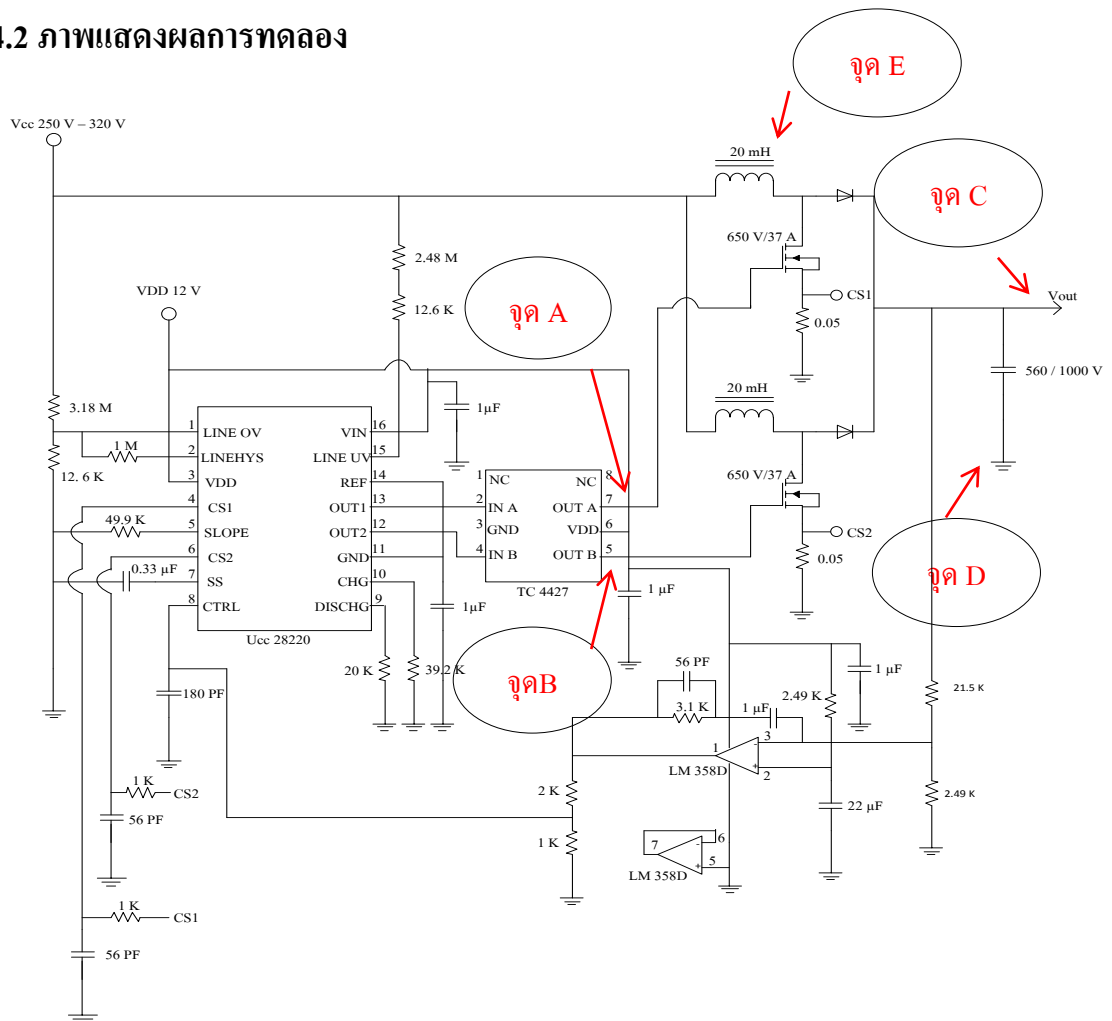 4.2 ภาพแสดงผลการทดลอง
จุด E
Vcc 250 V – 320 V
20 mH
จุด C
650 V/37 A
2.48 M
VDD 12 V
CS1
Vout
12.6 K
จุด A
0.05
560 / 1000 V
20 mH
3.18 M
1µF
1 LINE OV VIN 16
1 M
2 LINEHYS LINE UV 15
12. 6 K
3 VDD REF 14
4 CS1 OUT1 13
49.9 K
5 SLOPE OUT2 12
6 CS2 GND 11
0.33 µF
7 SS CHG 10
8 CTRL DISCHG 9
Ucc 28220
1 NC NC 8
2 IN A OUT A 7
3 GND VDD 6
4 IN B OUT B 5
TC 4427
650 V/37 A
CS2
0.05
จุด D
1µF
1 µF
20 K
39.2 K
จุดB
56 PF
3.1 K
1 µF
2.49 K
1 µF
21.5 K
180 PF
1
3
-
+
2
LM 358D
2.49 K
22 µF
1 K
CS2
56 PF
2 K
1 K
7
6
-
+
5
LM 358D
1 K
CS1
56 PF